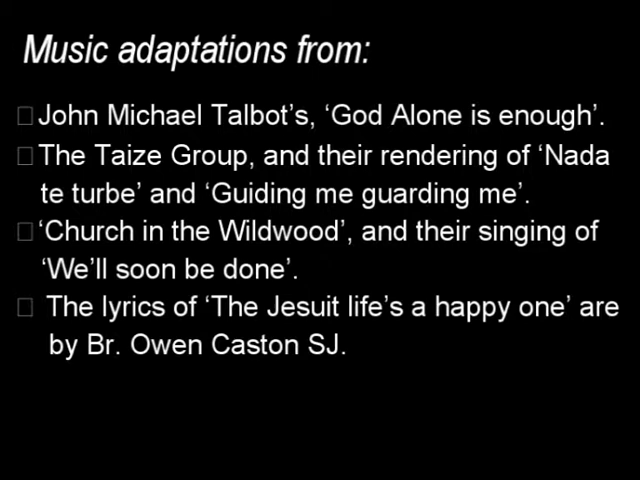 Music adaptations from:
John Michael Talbot’s, ‘God Alone is enough’.
The Taize Group, and their rendering of ‘Nada
te turbe’ and ‘Guiding me guarding me’.
‘Church in the Wildwood’, and their singing of
‘We’ll soon be done’.
The lyrics of ‘The Jesuit life’s a happy one’ are
by Br. Owen Caston SJ.